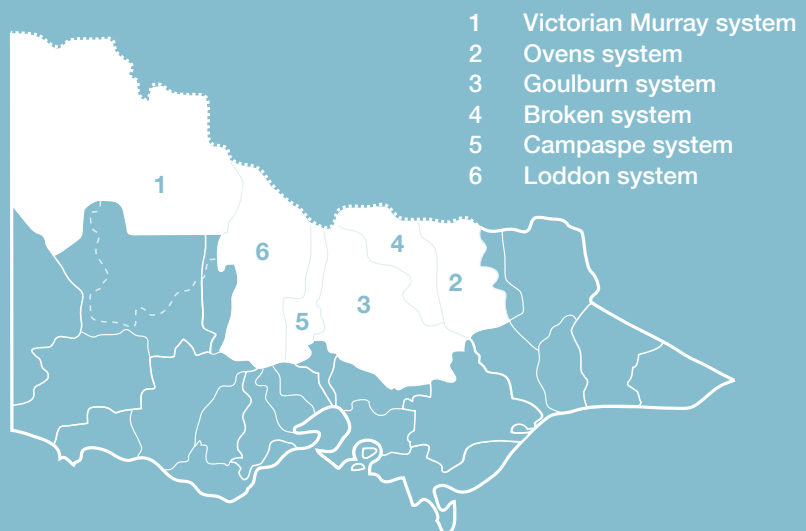 1 Victorian Murray system
2 Ovens system
3 Goulburn system
4 Broken system
5 Campaspe system
6 Loddon system
1
4
6
2
3
5